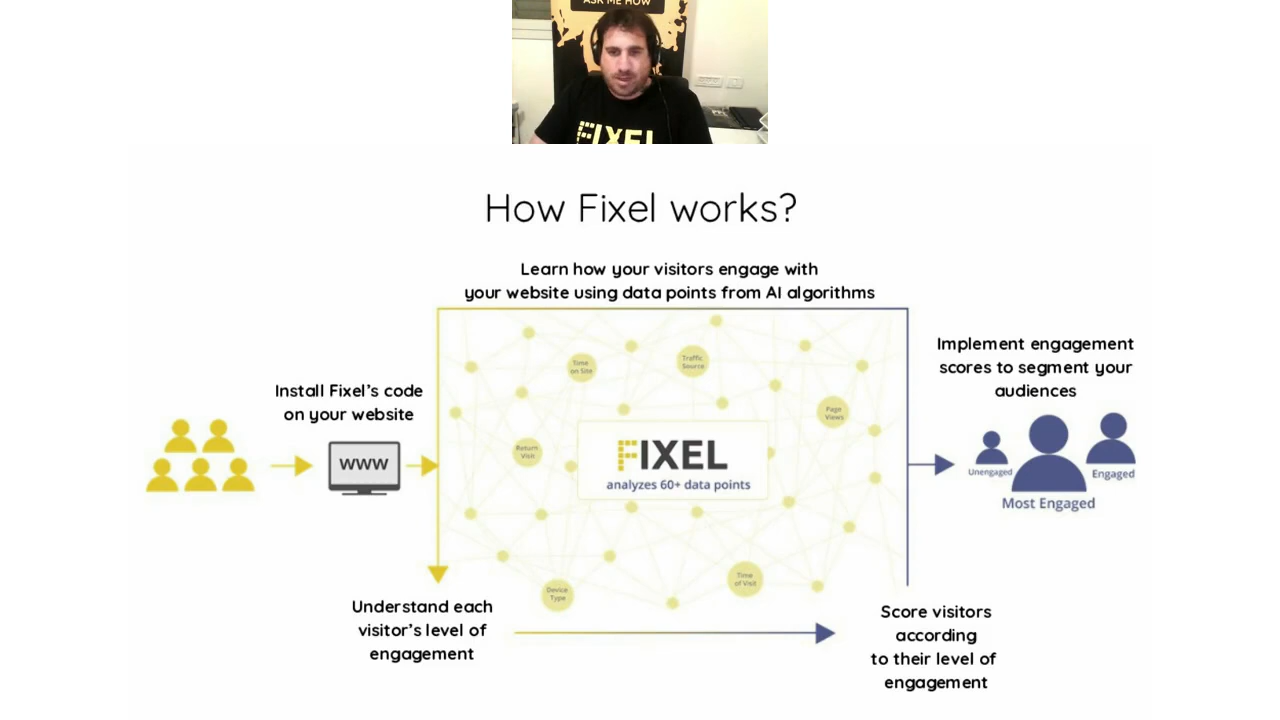 ASK ME HOW
FIXEL
How Fixel works?
Learn how your visitors engage with
your website using data points from AI algorithms
Implement engagement
scores to segment your
audiences
Install Fixel's code
on your website
Time
on Site
Traffic
Source
Page
Views
Return
Visit
www
FIXEL
analyzes 60+ data points
Unengaged
Engaged
Most Engaged
Device
Type
Time
of Visit
Understand each
visitor's level of
engagement
Score visitors
according
to their level of
engagement